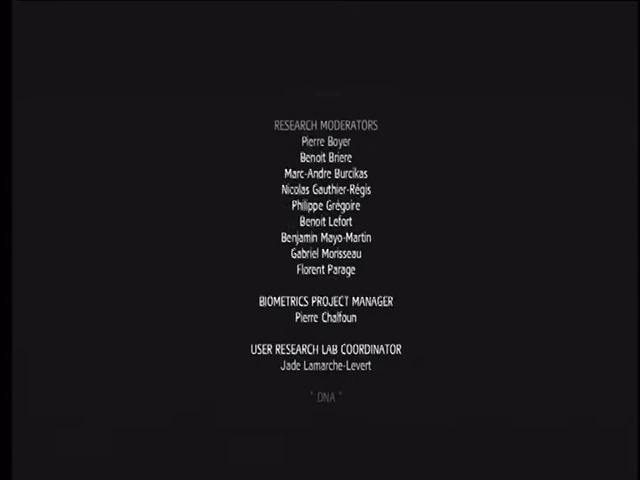 RESEARCH MODERATORS
Pierre Boyer
Benoit Briere
Marc-Andre Burcikas
Nicolas Gauthier-Régis
Philippe Grégoire
Benoit Lefort
Benjamin Mayo-Martin
Gabriel Morisseau
Florent Parage
BIOMETRICS PROJECT MANAGER
Pierre Chalfoun
USER RESEARCH LAB COORDINATOR
Jade Lamarche-Levert
" DNA "